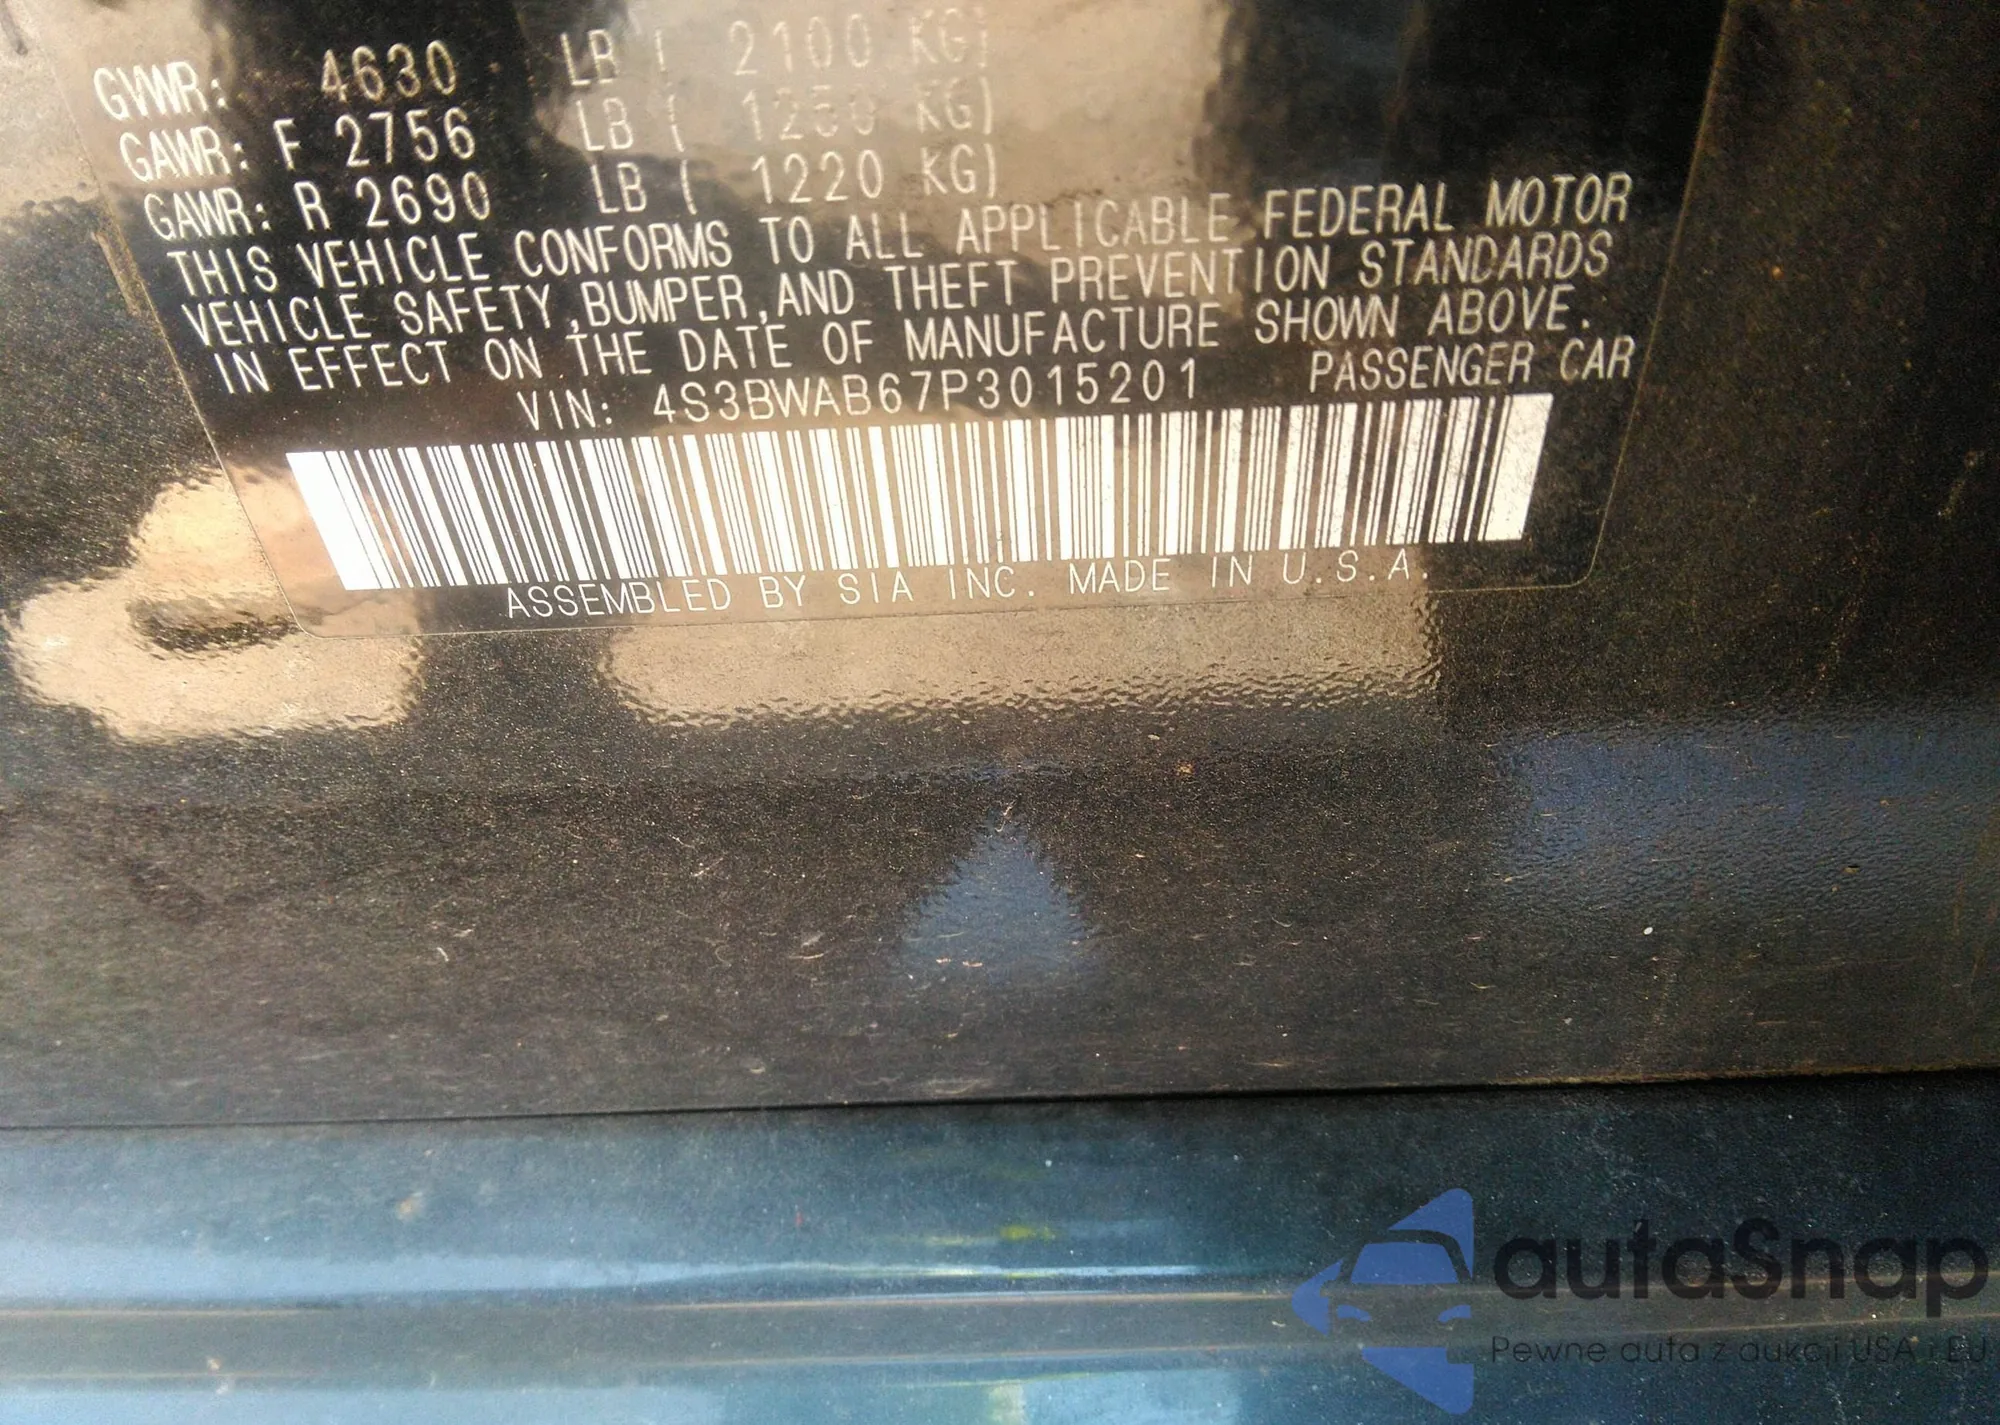 GVWR: 4630 LB ( 2100 KG)
GAWR: F 2756 LB ( 1250 KG)
GAWR: R 2690 LB ( 1220 KG)
THIS VEHICLE CONFORMS TO ALL APPLICABLE FEDERAL MOTOR
VEHICLE SAFETY,BUMPER,AND THEFT PREVENTION STANDARDS
IN EFFECT ON THE DATE OF MANUFACTURE SHOWN ABOVE.
VIN: 4S3BWAB67P3015201 PASSENGER CAR
ASSEMBLED BY SIA INC. MADE IN U.S.A.
autaSnap
Pewne auta z aukcji USA i EU